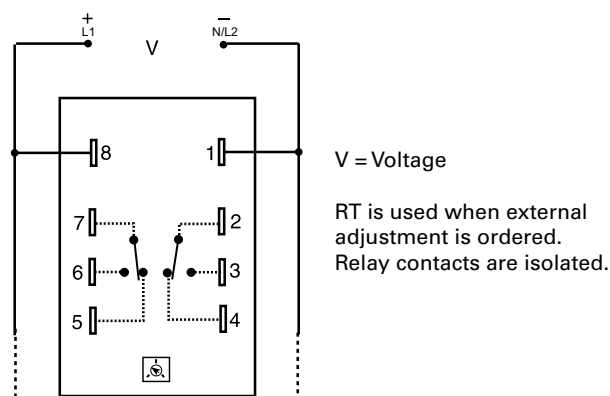 + −
L1 N/L2
V
8 1
7 2
6 3
5 4
V = Voltage
RT is used when external
adjustment is ordered.
Relay contacts are isolated.